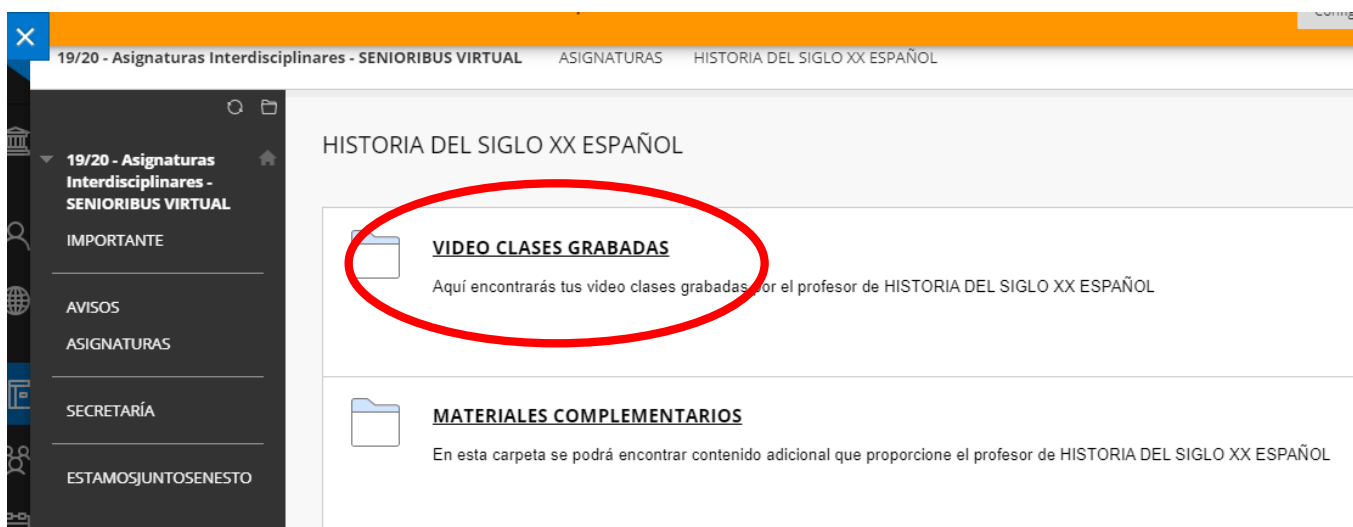 19/20 - Asignaturas Interdisciplinares - SENIORIBUS VIRTUAL ASIGNATURAS HISTORIA DEL SIGLO XX ESPAÑOL
19/20 - Asignaturas
Interdisciplinares -
SENIORIBUS VIRTUAL
IMPORTANTE
AVISOS
ASIGNATURAS
SECRETARÍA
ESTAMOSJUNTOSENESTO
HISTORIA DEL SIGLO XX ESPAÑOL
VIDEO CLASES GRABADAS
Aquí encontrarás tus video clases grabadas por el profesor de HISTORIA DEL SIGLO XX ESPAÑOL
MATERIALES COMPLEMENTARIOS
En esta carpeta se podrá encontrar contenido adicional que proporcione el profesor de HISTORIA DEL SIGLO XX ESPAÑOL